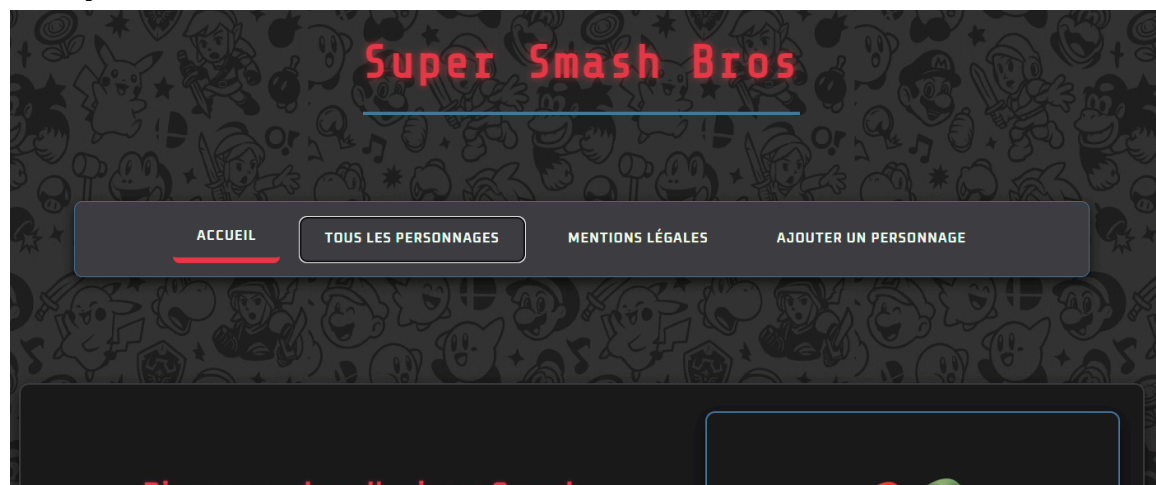 Super Smash Bros
ACCUEIL
TOUS LES PERSONNAGES
MENTIONS LÉGALES
AJOUTER UN PERSONNAGE